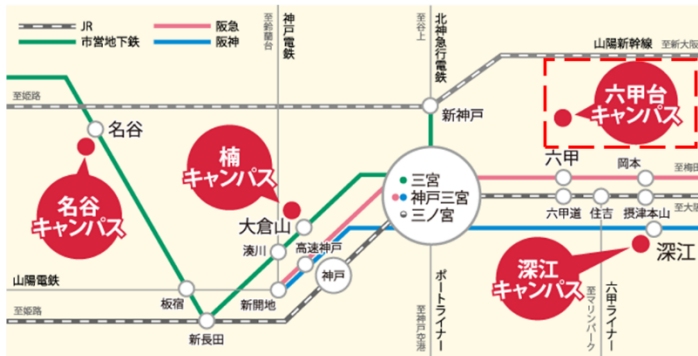 JR
阪急
市営地下鉄
阪神
至鈴蘭台
神戸電鉄
至谷上
北神急行電鉄
山陽新幹線
至新大阪
至姫路
新神戸
六甲台
キャンパス
名谷
楠
キャンパス
名谷
キャンパス
大倉山
湊川
高速神戸
三宮
神戸三宮
三ノ宮
六甲
岡本
至梅田
六甲道
住吉
摂津本山
至大阪
深江
深江
キャンパス
神戸
山陽電鉄
板宿
新開地
至姫路
新長田
ポートライナー
至神戸空港
六甲ライナー
至マリンパーク